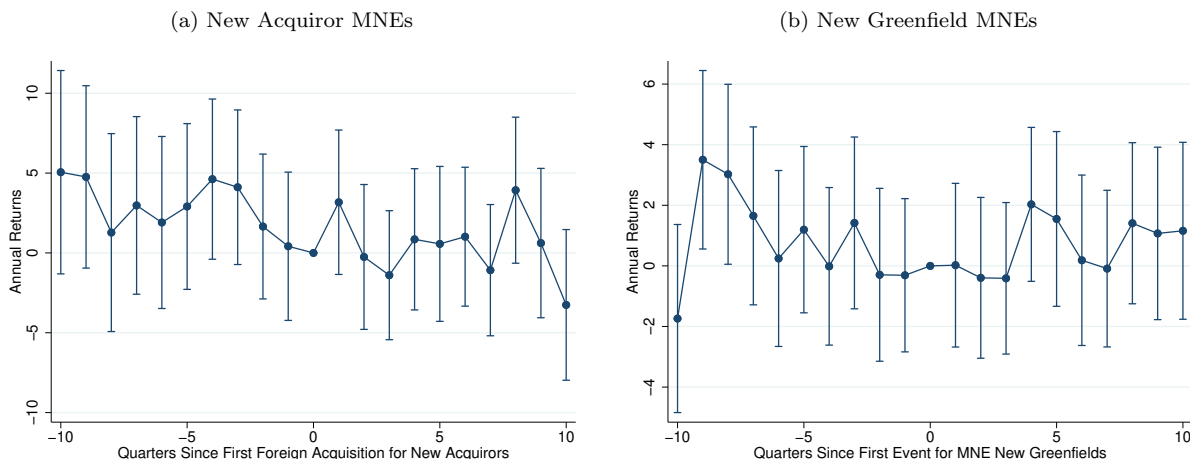 (a) New Acquiror MNEs
Annual Returns
10
5
0
−5
−10
−10 −5 0 5 10
Quarters Since First Foreign Acquisition for New Acquirors
(b) New Greenfield MNEs
Annual Returns
6
4
2
0
−2
−4
−10 −5 0 5 10
Quarters Since First Event for MNE New Greenfields